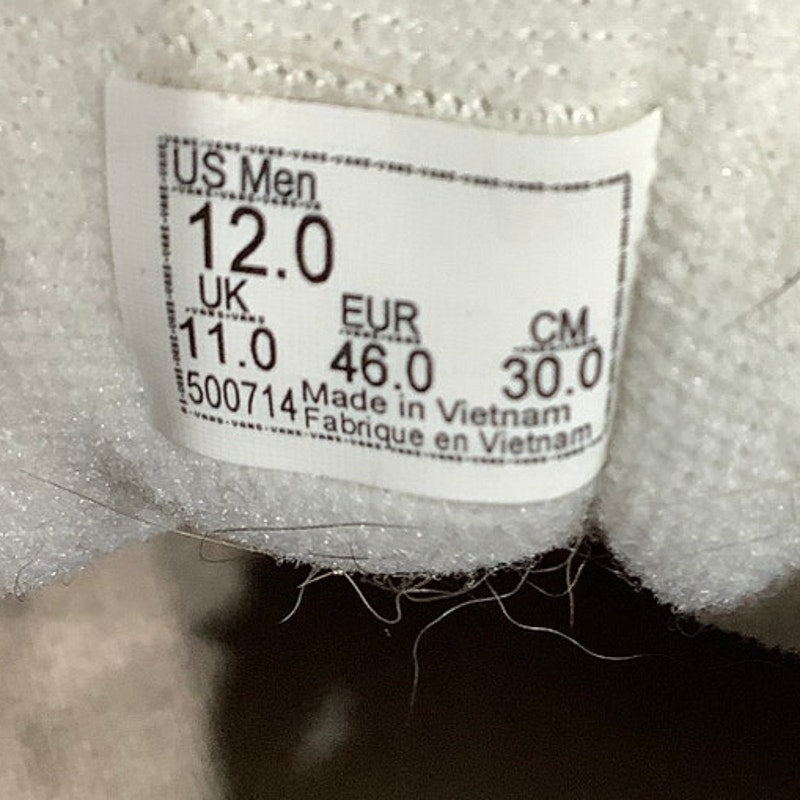 US Men
12.0
UK EUR CM
11.0 46.0 30.0
500714 Made in Vietnam
Fabrique en Vietnam